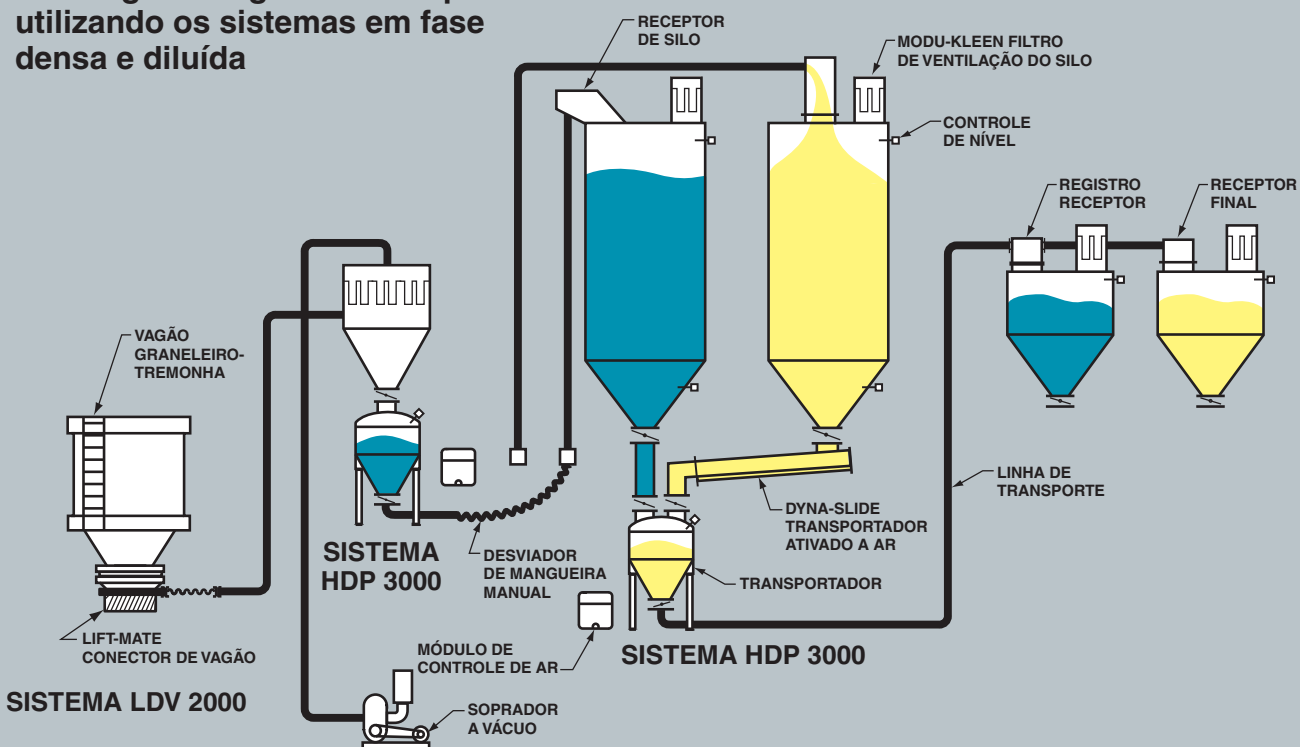 utilizando os sistemas em fase
densa e diluída
RECEPTOR
DE SILO
MODU-KLEEN FILTRO
DE VENTILAÇÃO DO SILO
CONTROLE
DE NÍVEL
REGISTRO
RECEPTOR
RECEPTOR
FINAL
VAGÃO
GRANELEIRO-
TREMONHA
LINHA DE
TRANSPORTE
DYNA-SLIDE
TRANSPORTADOR
ATIVADO A AR
SISTEMA
HDP 3000
DESVIADOR
DE MANGUEIRA
MANUAL
TRANSPORTADOR
LIFT-MATE
CONECTOR DE VAGÃO
MÓDULO DE
CONTROLE DE AR
SISTEMA HDP 3000
SISTEMA LDV 2000
SOPRADOR
A VÁCUO